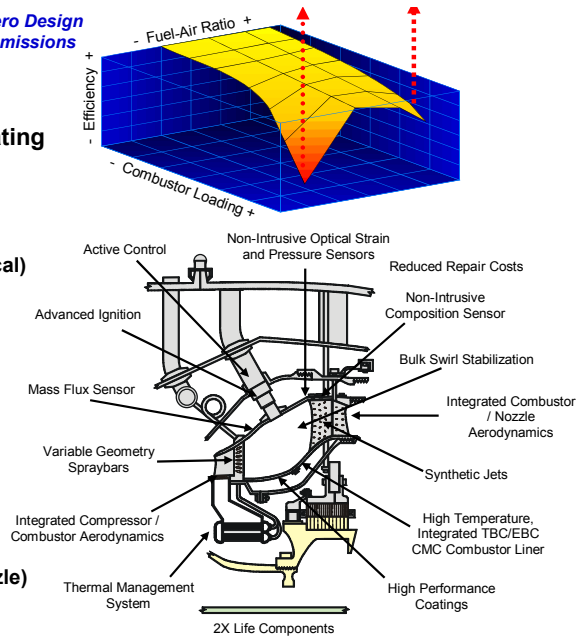 ero Design
missions
- Fuel-Air Ratio +
- Efficiency +
ating
- Combustor Loading +
cal)
Active Control
Non-Intrusive Optical Strain
and Pressure Sensors
Reduced Repair Costs
Advanced Ignition
Non-Intrusive
Composition Sensor
Bulk Swirl Stabilization
Mass Flux Sensor
Integrated Combustor
/ Nozzle
Aerodynamics
Variable Geometry
Spraybars
Synthetic Jets
Integrated Compressor /
Combustor Aerodynamics
High Temperature,
Integrated TBC/EBC
CMC Combustor Liner
zle)
Thermal Management
System
High Performance
Coatings
2X Life Components